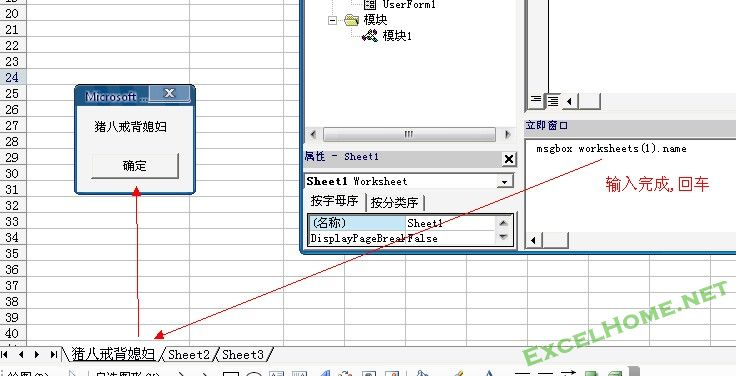 UserForm1
模块
模块1
20
21
22
23
24
25
26
27
28
29
30
31
32
33
34
35
36
37
38
39
40
Microsoft ...
猪八戒背媳妇
确定
属性 - Sheet1
Sheet1 Worksheet
按字母序 按分类序
(名称) Sheet1
DisplayPageBreak False
立即窗口
msgbox worksheets(1).name
输入完成,回车
猪八戒背媳妇 Sheet2 Sheet3
EXCELHOME.NET